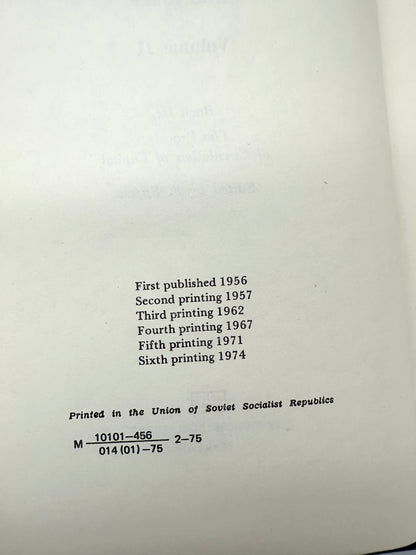 First published 1956
Second printing 1957
Third printing 1962
Fourth printing 1967
Fifth printing 1971
Sixth printing 1974
Printed in the Union of Soviet Socialist Republics
M 10101—456 2—75
014 (01) —75